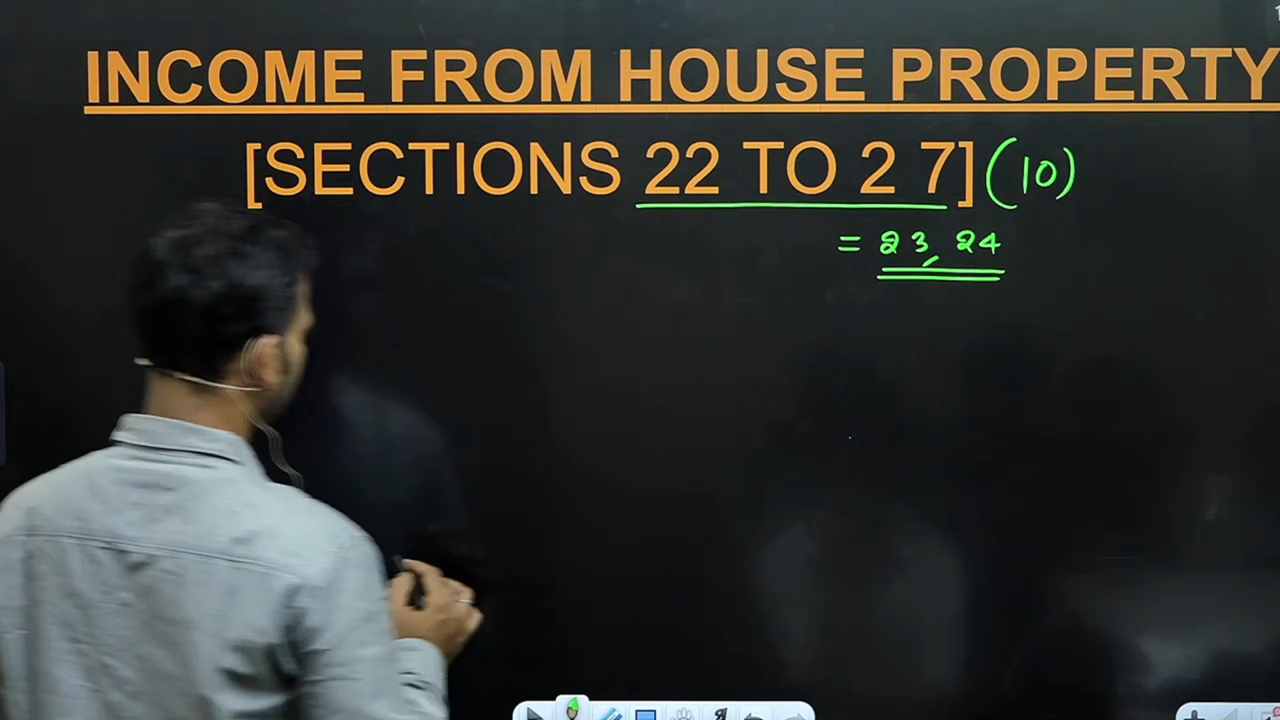 INCOME FROM HOUSE PROPERTY
[SECTIONS 22 TO 2 7] (10)
= 23, 24